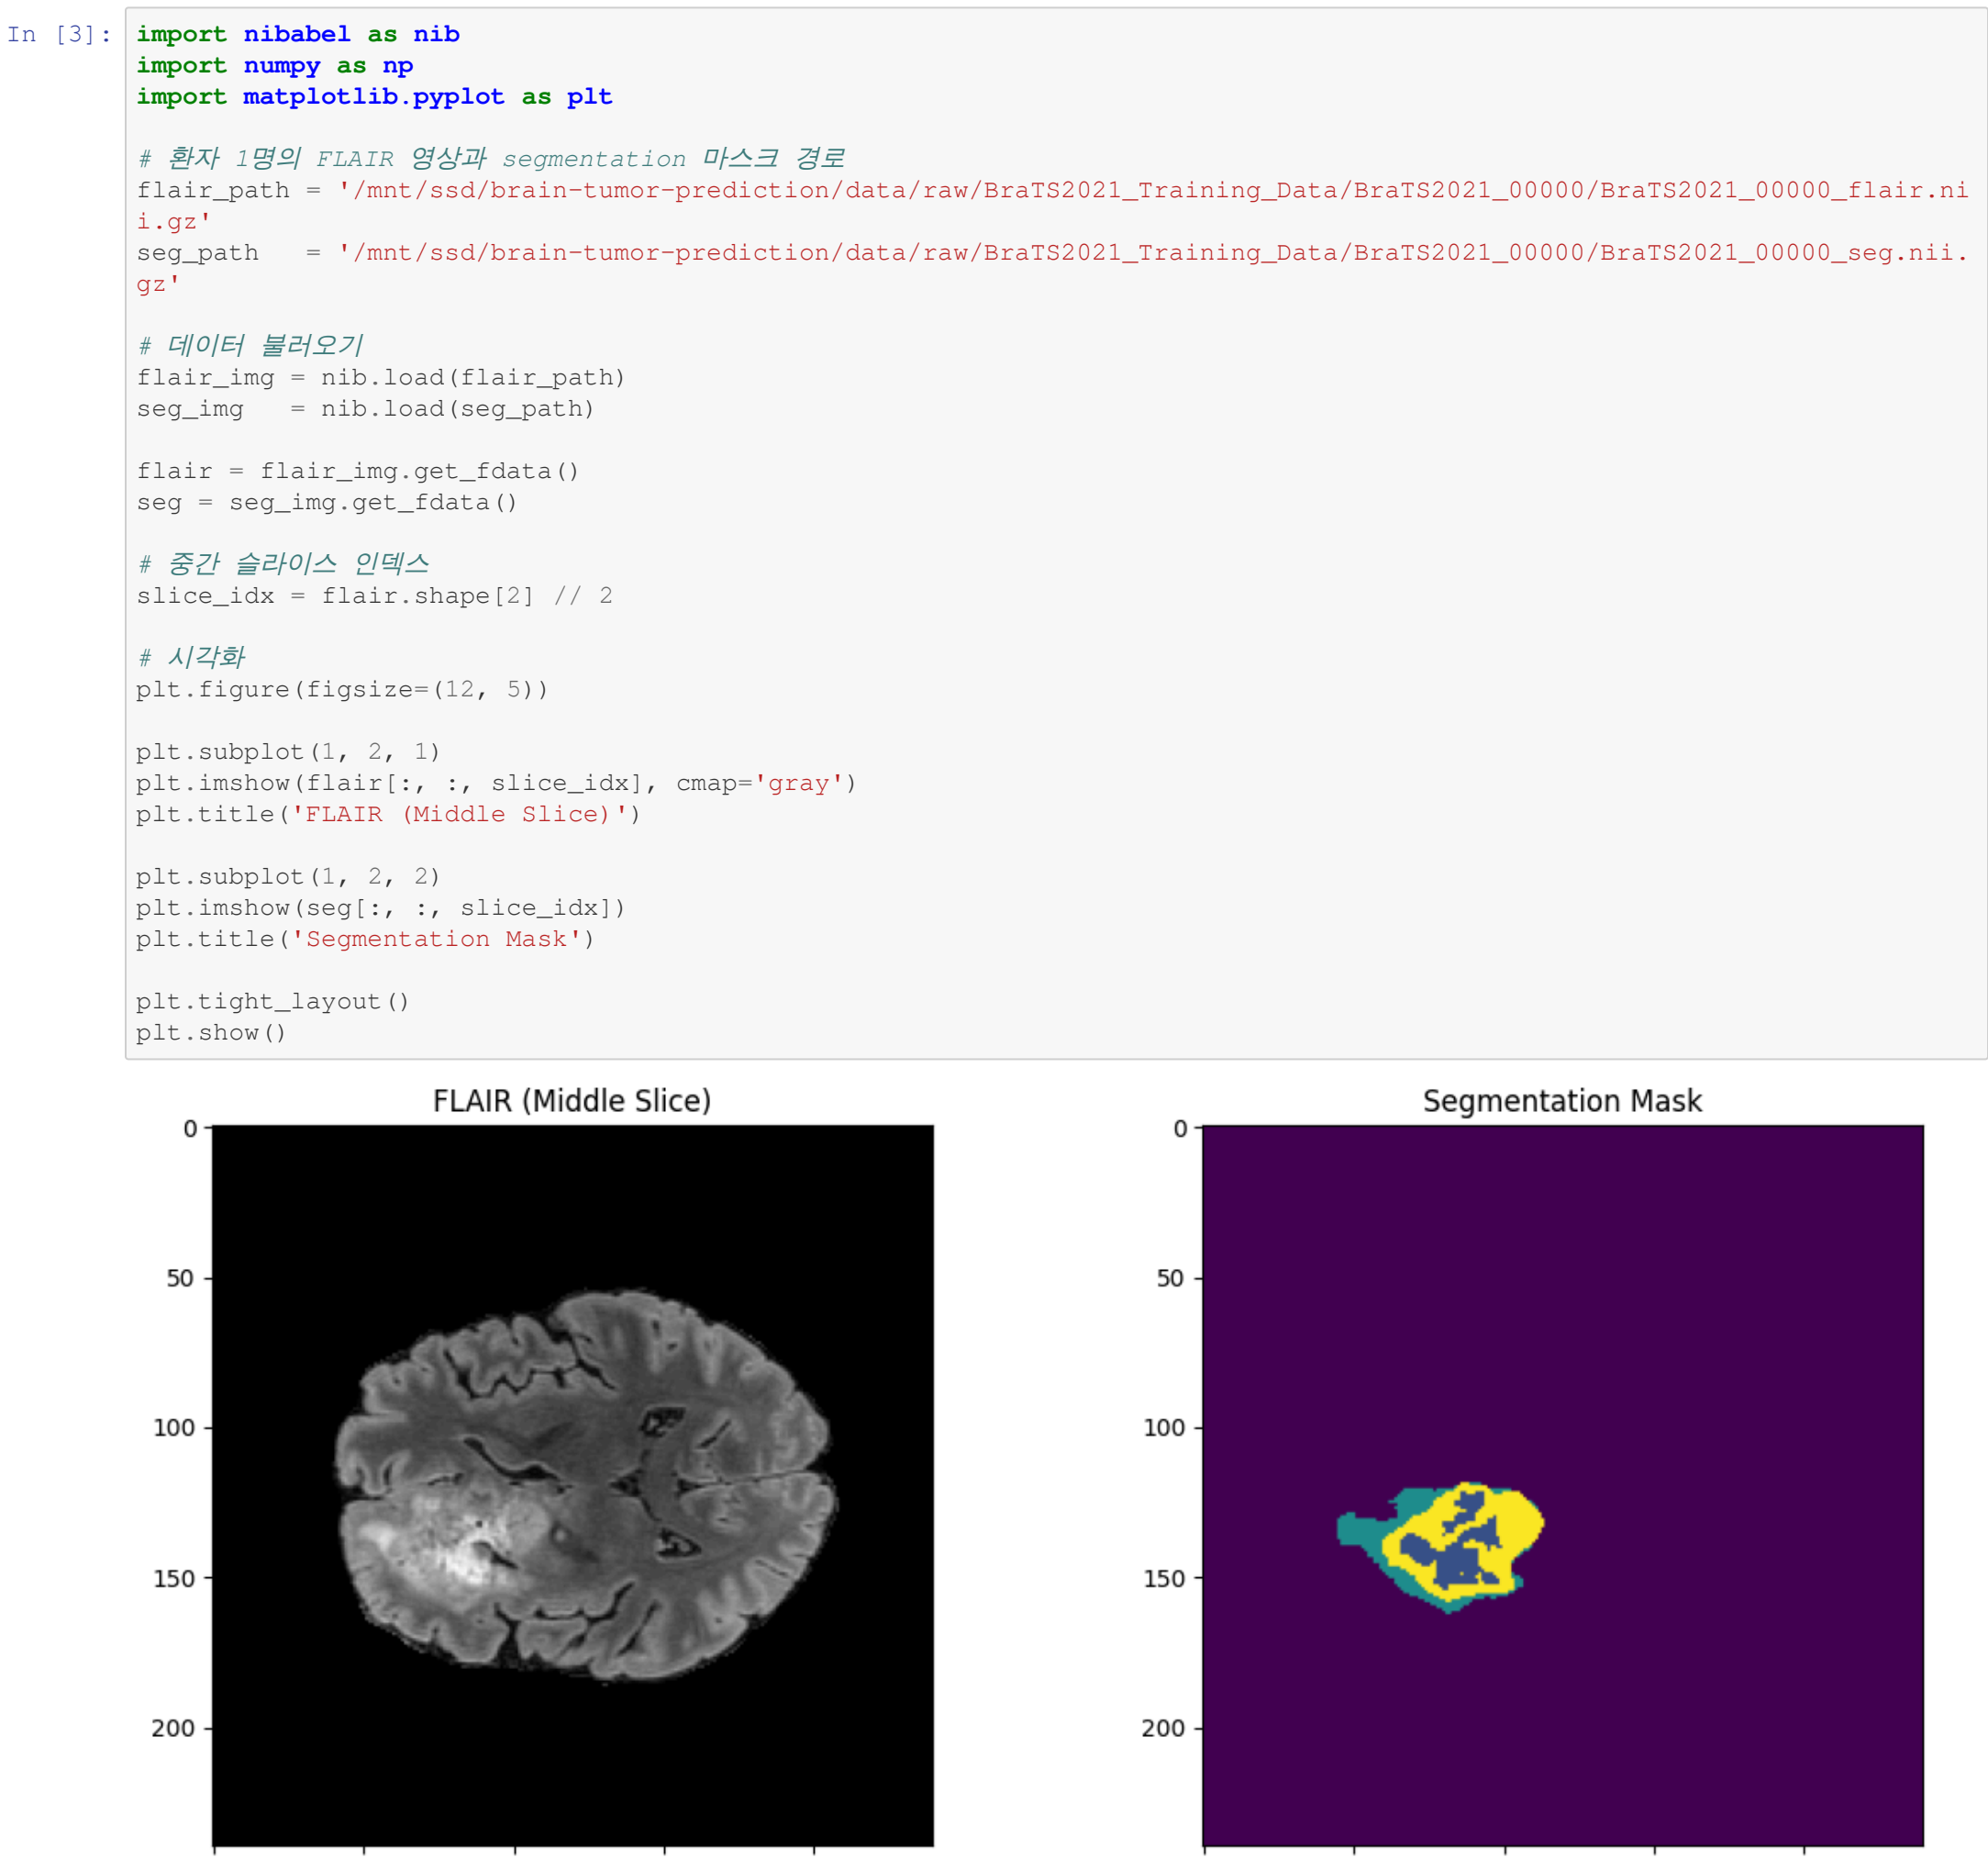 In [3]:
import nibabel as nib
import numpy as np
import matplotlib.pyplot as plt
# 환자 1명의 FLAIR 영상과 segmentation 마스크 경로
flair_path = '/mnt/ssd/brain-tumor-prediction/data/raw/BraTS2021_Training_Data/BraTS2021_00000/BraTS2021_00000_flair.ni
i.gz'
seg_path   = '/mnt/ssd/brain-tumor-prediction/data/raw/BraTS2021_Training_Data/BraTS2021_00000/BraTS2021_00000_seg.nii.
gz'
# 데이터 불러오기
flair_img = nib.load(flair_path)
seg_img   = nib.load(seg_path)
flair = flair_img.get_fdata()
seg = seg_img.get_fdata()
# 중간 슬라이스 인덱스
slice_idx = flair.shape[2] // 2
# 시각화
plt.figure(figsize=(12, 5))
plt.subplot(1, 2, 1)
plt.imshow(flair[:, :, slice_idx], cmap='gray')
plt.title('FLAIR (Middle Slice)')
plt.subplot(1, 2, 2)
plt.imshow(seg[:, :, slice_idx])
plt.title('Segmentation Mask')
plt.tight_layout()
plt.show()
FLAIR (Middle Slice)
0
50
100
150
200
Segmentation Mask
0
50
100
150
200